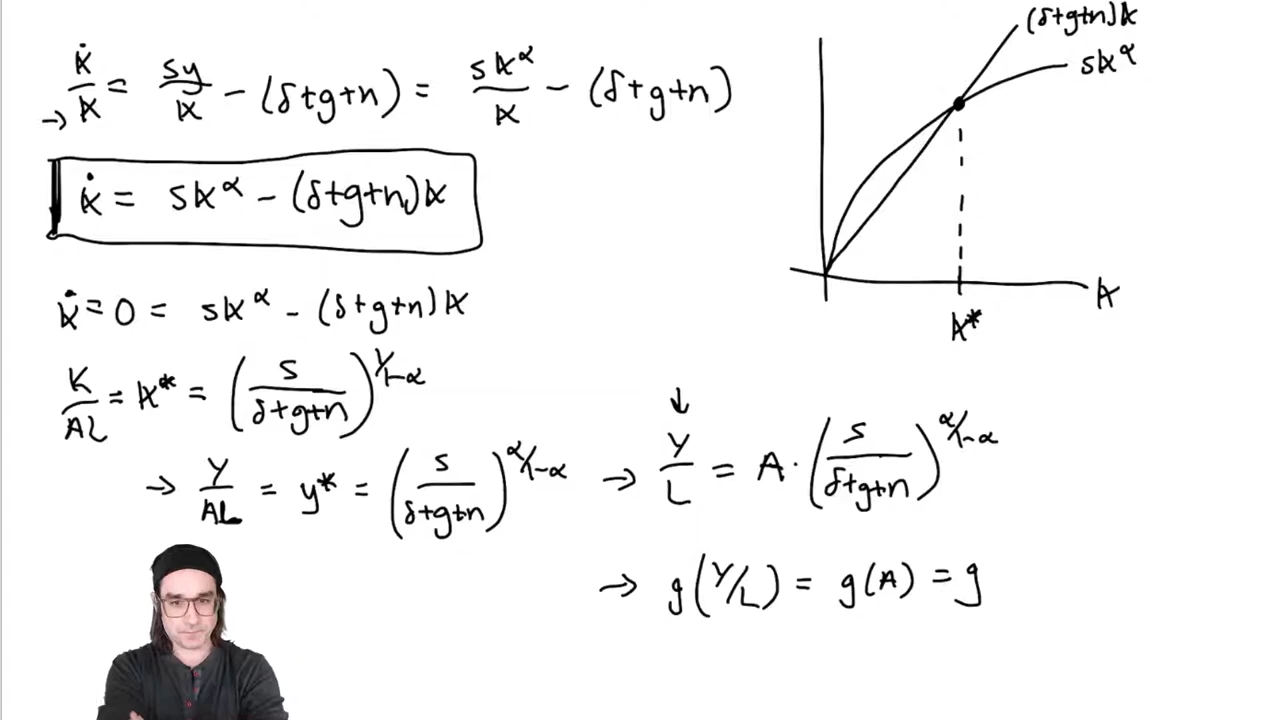 k̇/k = sy/k - (δ+g+n) = sk^α/k - (δ+g+n)
→
k̇ = sk^α - (δ+g+n)k
k̇ = 0 = sk^α - (δ+g+n)k
K/AL = k* = (s/(δ+g+n))^(1/1-α)
→ Y/AL = y* = (s/(δ+g+n))^(α/1-α)
(δ+g+n)k
sk^α
k
k*
↓
→ Y/L = A · (s/(δ+g+n))^(α/1-α)
→ g(Y/L) = g(A) = g